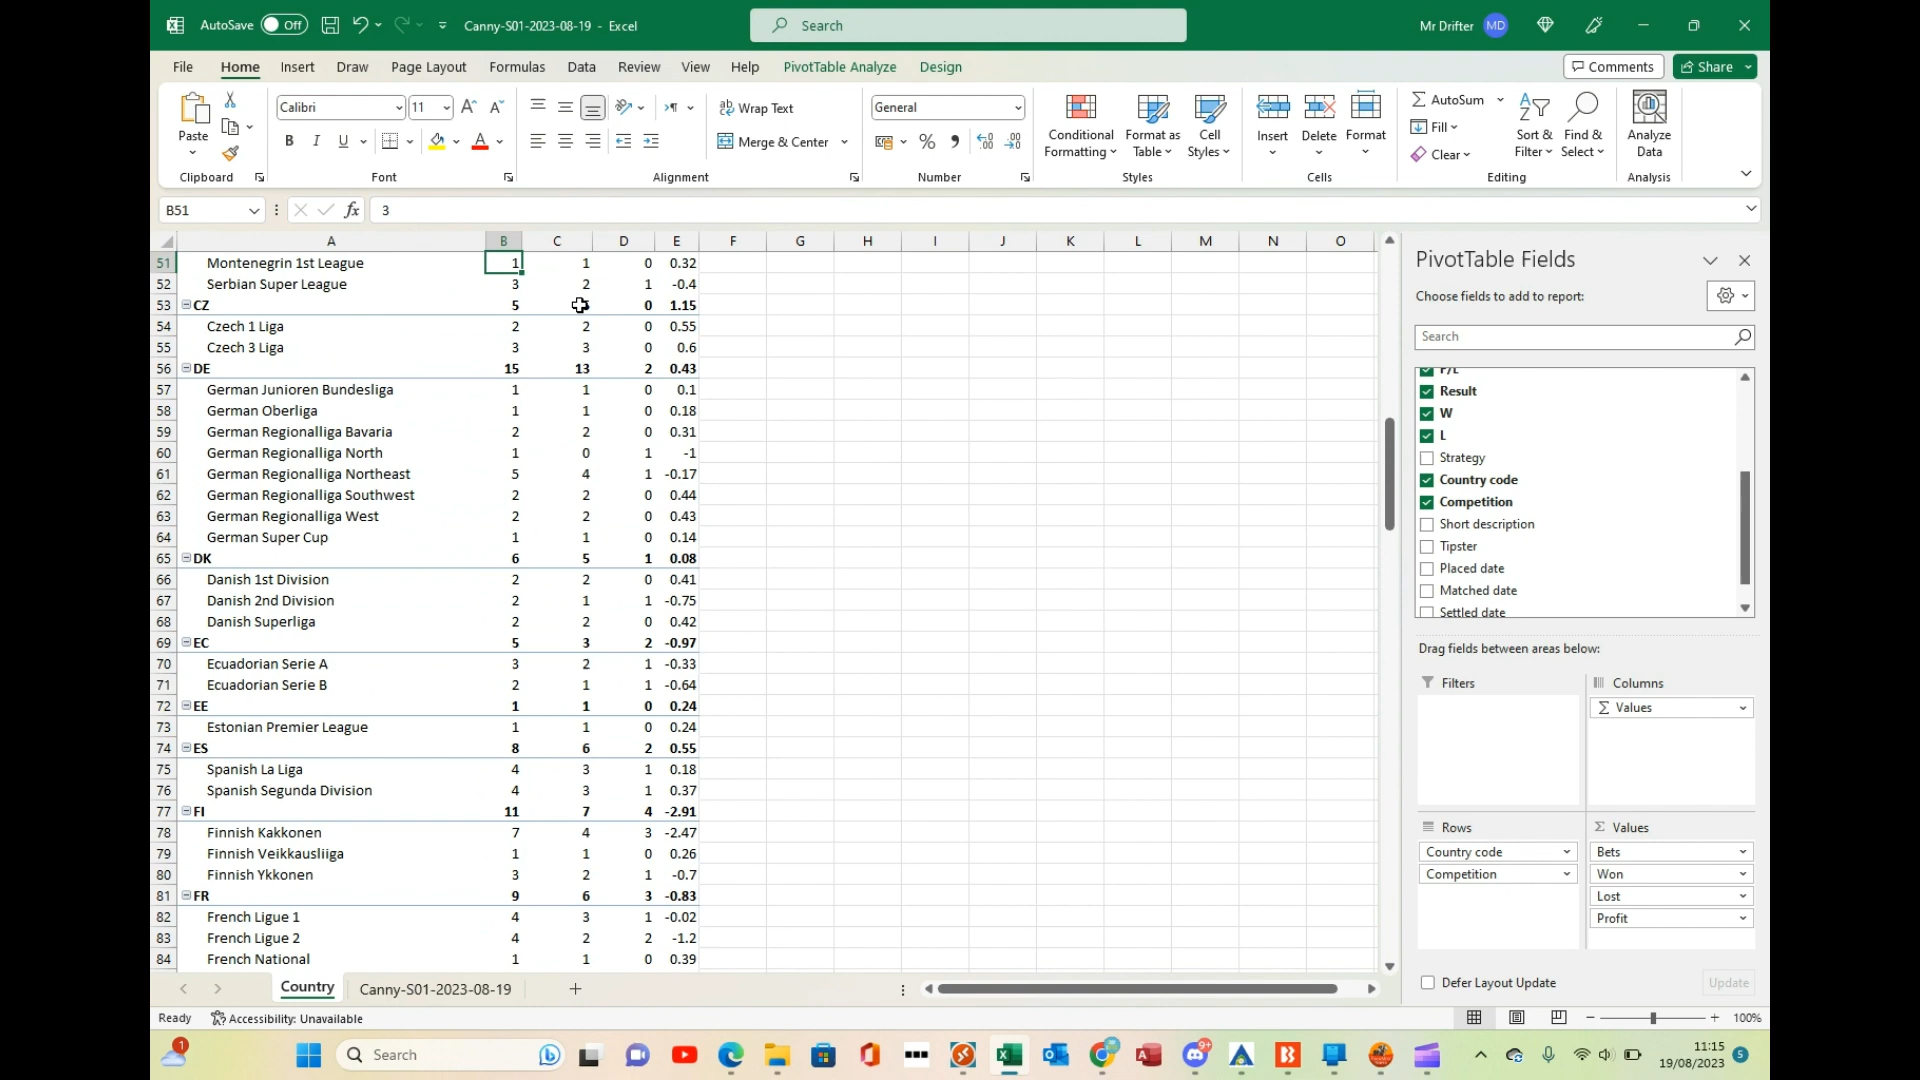 AutoSave Off Canny-S01-2023-08-19 - Excel Search Mr Drifter MD
File Home Insert Draw Page Layout Formulas Data Review View Help PivotTable Analyze Design Comments Share
Paste Calibri 11 Wrap Text General Conditional Formatting Format as Table Cell Styles Insert Delete Format AutoSum Sort & Filter Find & Select Analyze Data
B I U Merge & Center Fill
Clear
Clipboard Font Alignment Number Styles Cells Editing Analysis
B51 fx 3
A B C D E F G H I J K L M N O
51 Montenegrin 1st League 1 1 0 0.32
52 Serbian Super League 3 2 1 -0.4
53 CZ 5 0 1.15
54 Czech 1 Liga 2 2 0 0.55
55 Czech 3 Liga 3 3 0 0.6
56 DE 15 13 2 0.43
57 German Junioren Bundesliga 1 1 0 0.1
58 German Oberliga 1 1 0 0.18
59 German Regionalliga Bavaria 2 2 0 0.31
60 German Regionalliga North 1 0 1 -1
61 German Regionalliga Northeast 5 4 1 -0.17
62 German Regionalliga Southwest 2 2 0 0.44
63 German Regionalliga West 2 2 0 0.43
64 German Super Cup 1 1 0 0.14
65 DK 6 5 1 0.08
66 Danish 1st Division 2 2 0 0.41
67 Danish 2nd Division 2 1 1 -0.75
68 Danish Superliga 2 2 0 0.42
69 EC 5 3 2 -0.97
70 Ecuadorian Serie A 3 2 1 -0.33
71 Ecuadorian Serie B 2 1 1 -0.64
72 EE 1 1 0 0.24
73 Estonian Premier League 1 1 0 0.24
74 ES 8 6 2 0.55
75 Spanish La Liga 4 3 1 0.18
76 Spanish Segunda Division 4 3 1 0.37
77 FI 11 7 4 -2.91
78 Finnish Kakkonen 7 4 3 -2.47
79 Finnish Veikkausliiga 1 1 0 0.26
80 Finnish Ykkonen 3 2 1 -0.7
81 FR 9 6 3 -0.83
82 French Ligue 1 4 3 1 -0.02
83 French Ligue 2 4 2 2 -1.2
84 French National 1 1 0 0.39
PivotTable Fields
Choose fields to add to report:
Search
P/L
Result
W
L
Strategy
Country code
Competition
Short description
Tipster
Placed date
Matched date
Settled date
Drag fields between areas below:
Filters Columns
Values
Rows Values
Country code Bets
Competition Won
Lost
Profit
Defer Layout Update Update
Country Canny-S01-2023-08-19
Ready Accessibility: Unavailable 100%
1 Search 9+ 11:15
19/08/2023 5